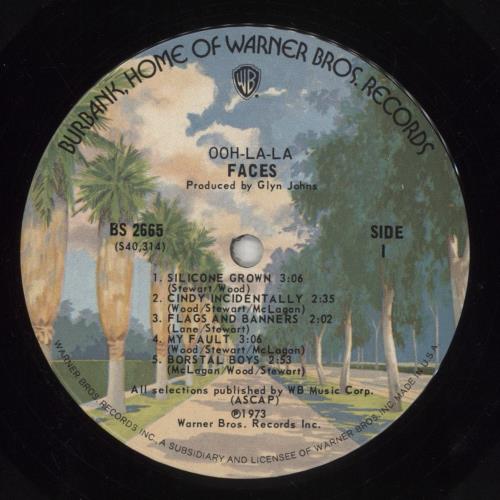 BURBANK, HOME OF WARNER BROS. RECORDS
WB
OOH-LA-LA
FACES
Produced by Glyn Johns
BS 2665
(S40,314)
SIDE
1
1. SILICONE GROWN 3:06
(Stewart/Wood)
2. CINDY INCIDENTALLY 2:35
(Wood/Stewart/McLagan)
3. FLAGS AND BANNERS 2:02
(Lane/Stewart)
4. MY FAULT 3:06
(Wood/Stewart/McLagan)
5. BORSTAL BOYS 2:53
(McLagan/Wood/Stewart)
All selections published by WB Music Corp.
(ASCAP)
℗1973
Warner Bros. Records Inc.
WARNER BROS. RECORDS INC., A SUBSIDIARY AND LICENSEE OF WARNER BROS. INC. MADE IN U.S.A.